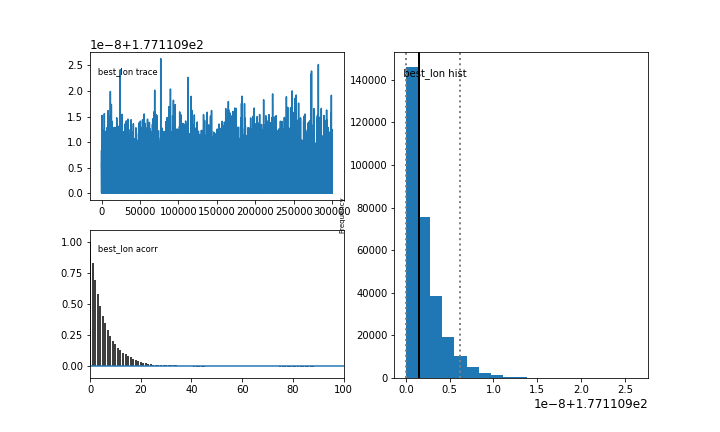 1e−8+1.771109e2
best_lon trace
2.5
2.0
1.5
1.0
0.5
0.0
0 50000 100000 150000 200000 250000 300000
best_lon acorr
1.00
0.75
0.50
0.25
0.00
0 20 40 60 80 100
Frequency
best_lon hist
140000
120000
100000
80000
60000
40000
20000
0
0.0 0.5 1.0 1.5 2.0 2.5
1e−8+1.771109e2